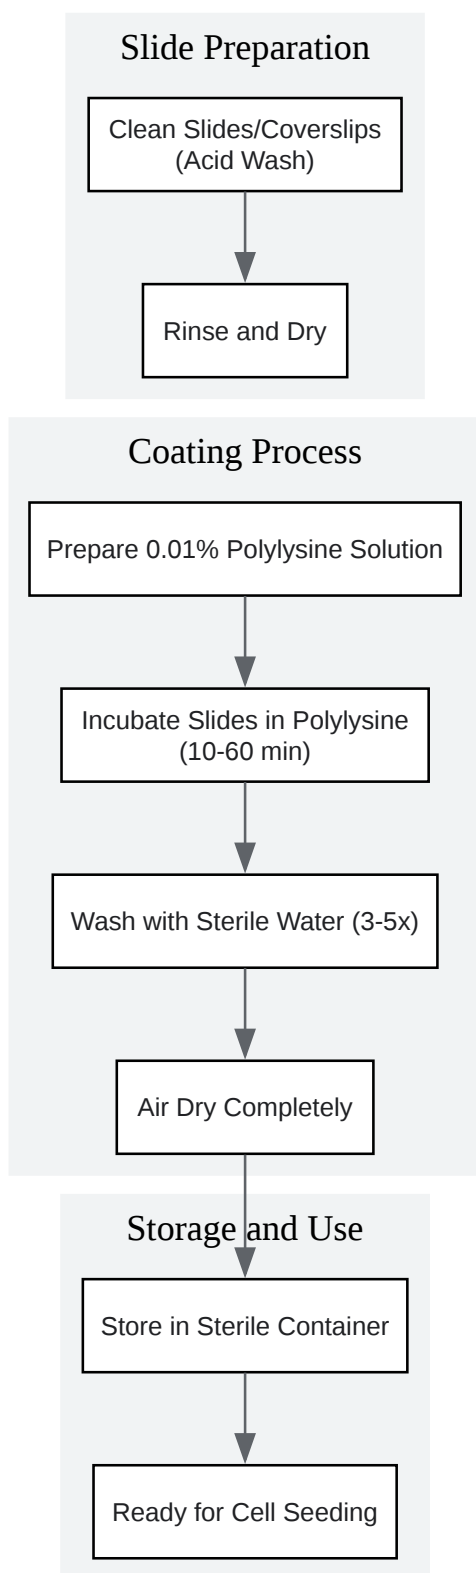 Slide Preparation
Clean Slides/Coverslips
(Acid Wash)
Rinse and Dry
Coating Process
Prepare 0.01% Polylysine Solution
Incubate Slides in Polylysine
(10-60 min)
Wash with Sterile Water (3-5x)
Air Dry Completely
Storage and Use
Store in Sterile Container
Ready for Cell Seeding